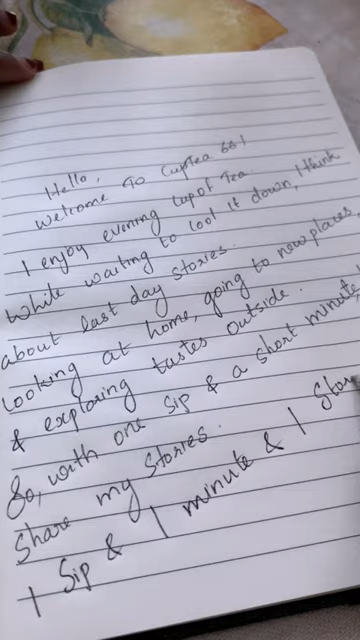 Hello,
Welcome to CupTea 661
I enjoy evening cup of Tea
while waiting to cool it down, I think
about last day stories.
Looking at home, going to new places
& exploring tastes outside.
So, with one sip & a short minute
Share my stories.
1 Sip & 1 minute & 1 Story